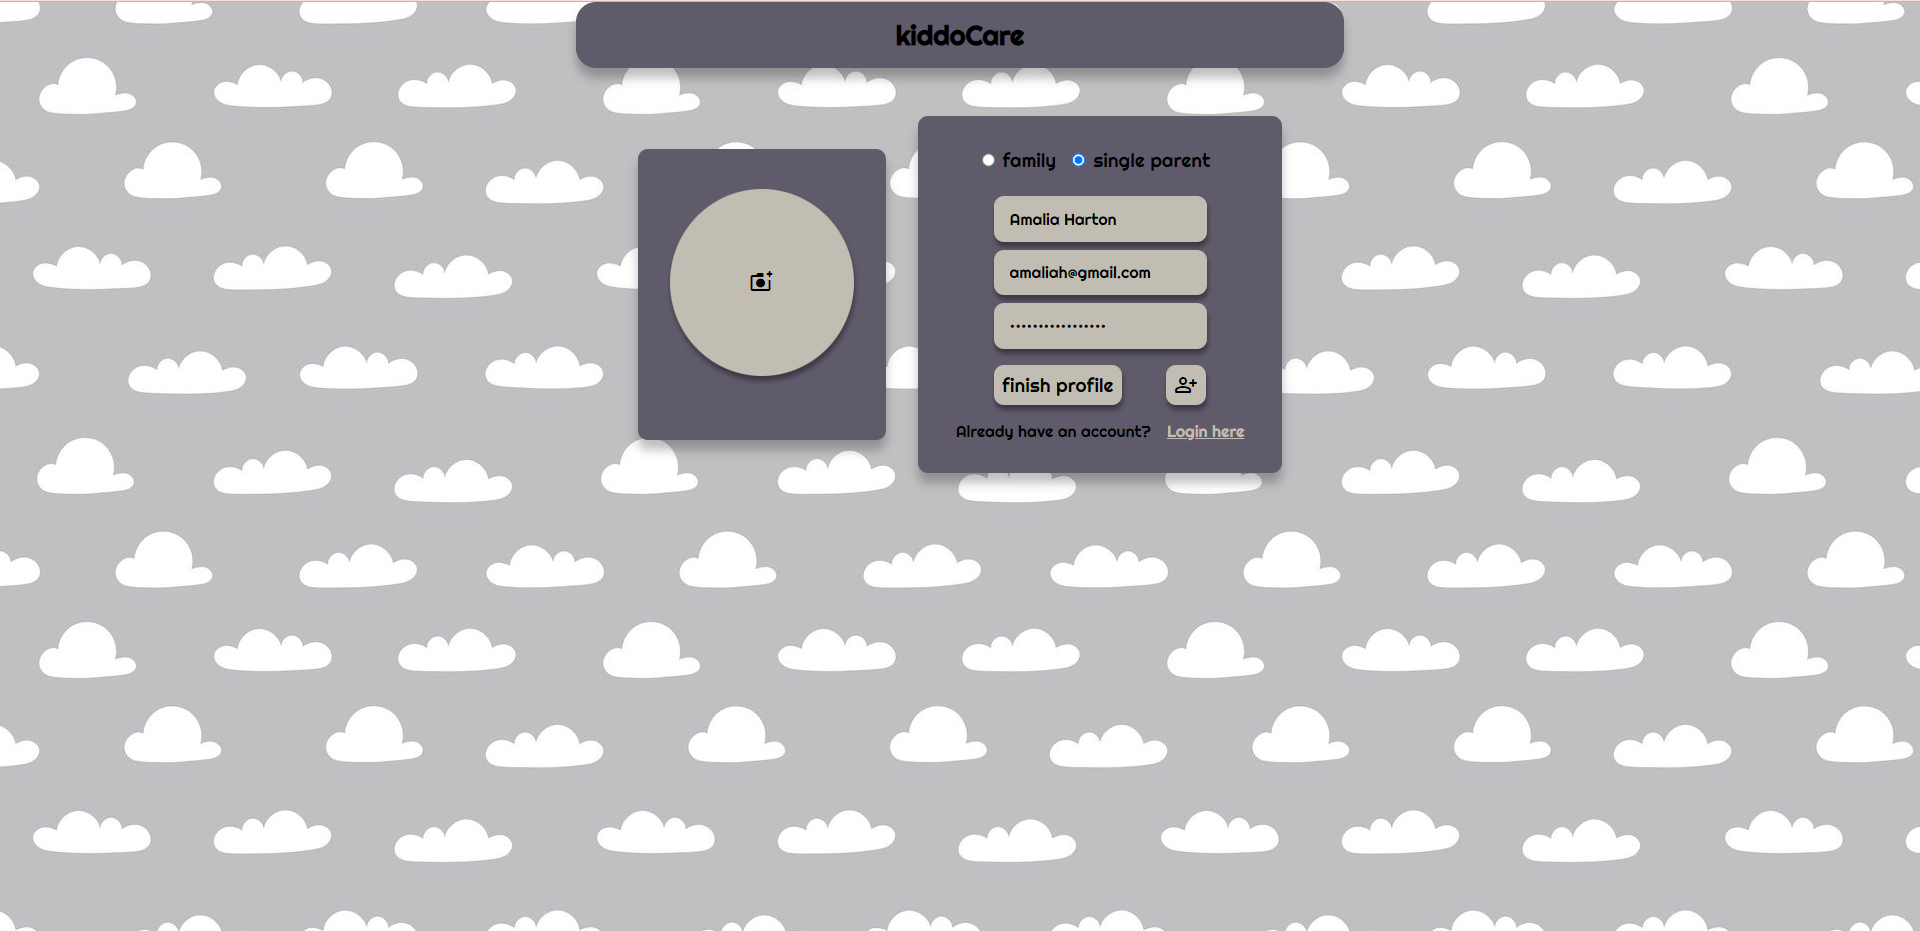 kiddoCare
family single parent
Amalia Harton
amaliah@gmail.com
•••••••••••••••••
finish profile
Already have an account? Login here